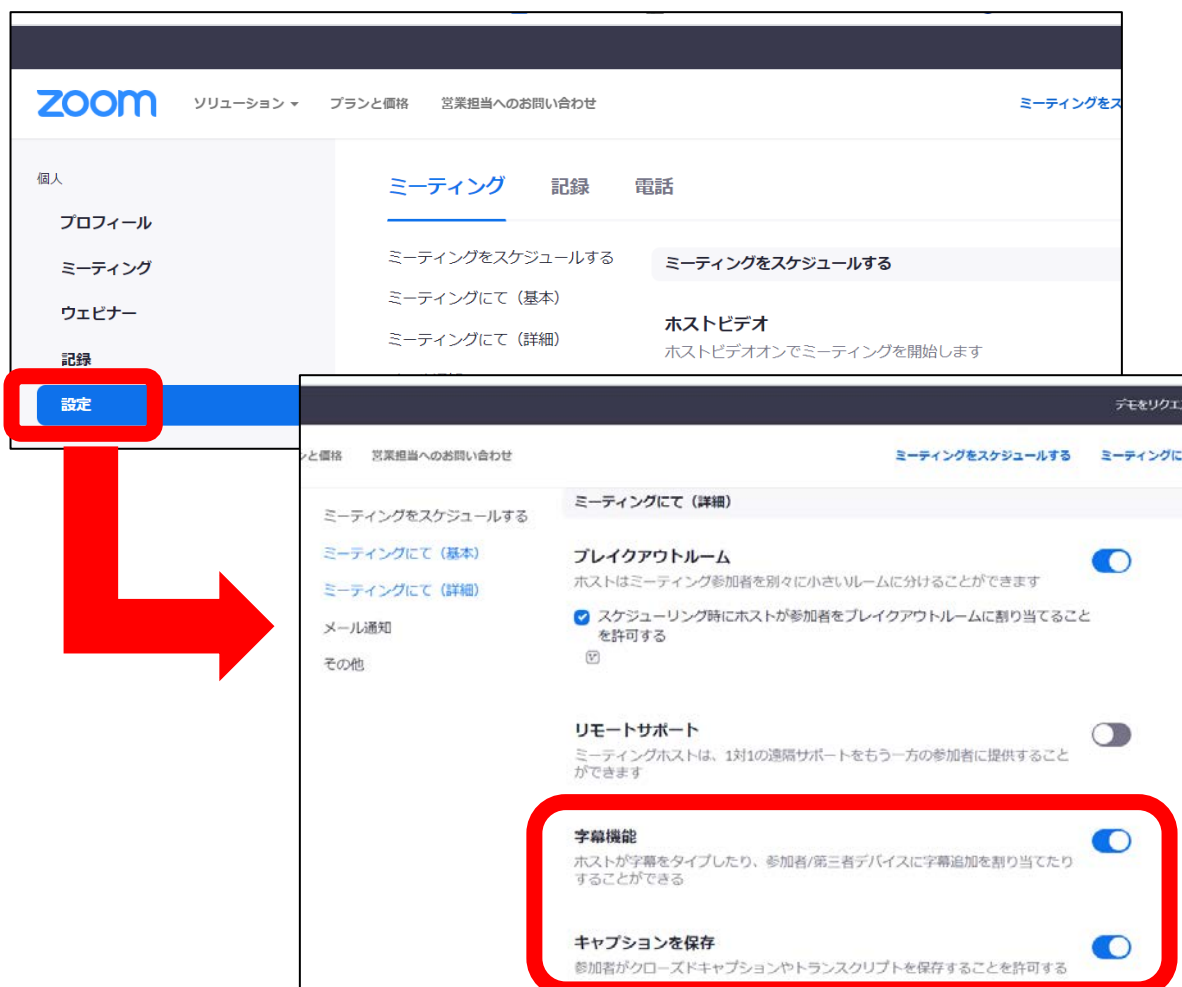 zoom ソリューション プランと価格 営業担当へのお問い合わせ ミーティングをス
個人
プロフィール
ミーティング
ウェビナー
記録
設定
ミーティング 記録 電話
ミーティングをスケジュールする
ミーティングにて（基本）
ミーティングにて（詳細）
ミーティングをスケジュールする
ホストビデオ
ホストビデオオンでミーティングを開始します
デモをリクエ
ンと価格 営業担当へのお問い合わせ ミーティングをスケジュールする ミーティングに
ミーティングをスケジュールする
ミーティングにて（基本）
ミーティングにて（詳細）
メール通知
その他
ミーティングにて（詳細）
ブレイクアウトルーム
ホストはミーティング参加者を別々に小さいルームに分けることができます
スケジューリング時にホストが参加者をブレイクアウトルームに割り当てること
を許可する
リモートサポート
ミーティングホストは、1対1の遠隔サポートをもう一方の参加者に提供すること
ができます
字幕機能
ホストが字幕をタイプしたり、参加者/第三者デバイスに字幕追加を割り当てたり
することができる
キャプションを保存
参加者がクローズドキャプションやトランスクリプトを保存することを許可する